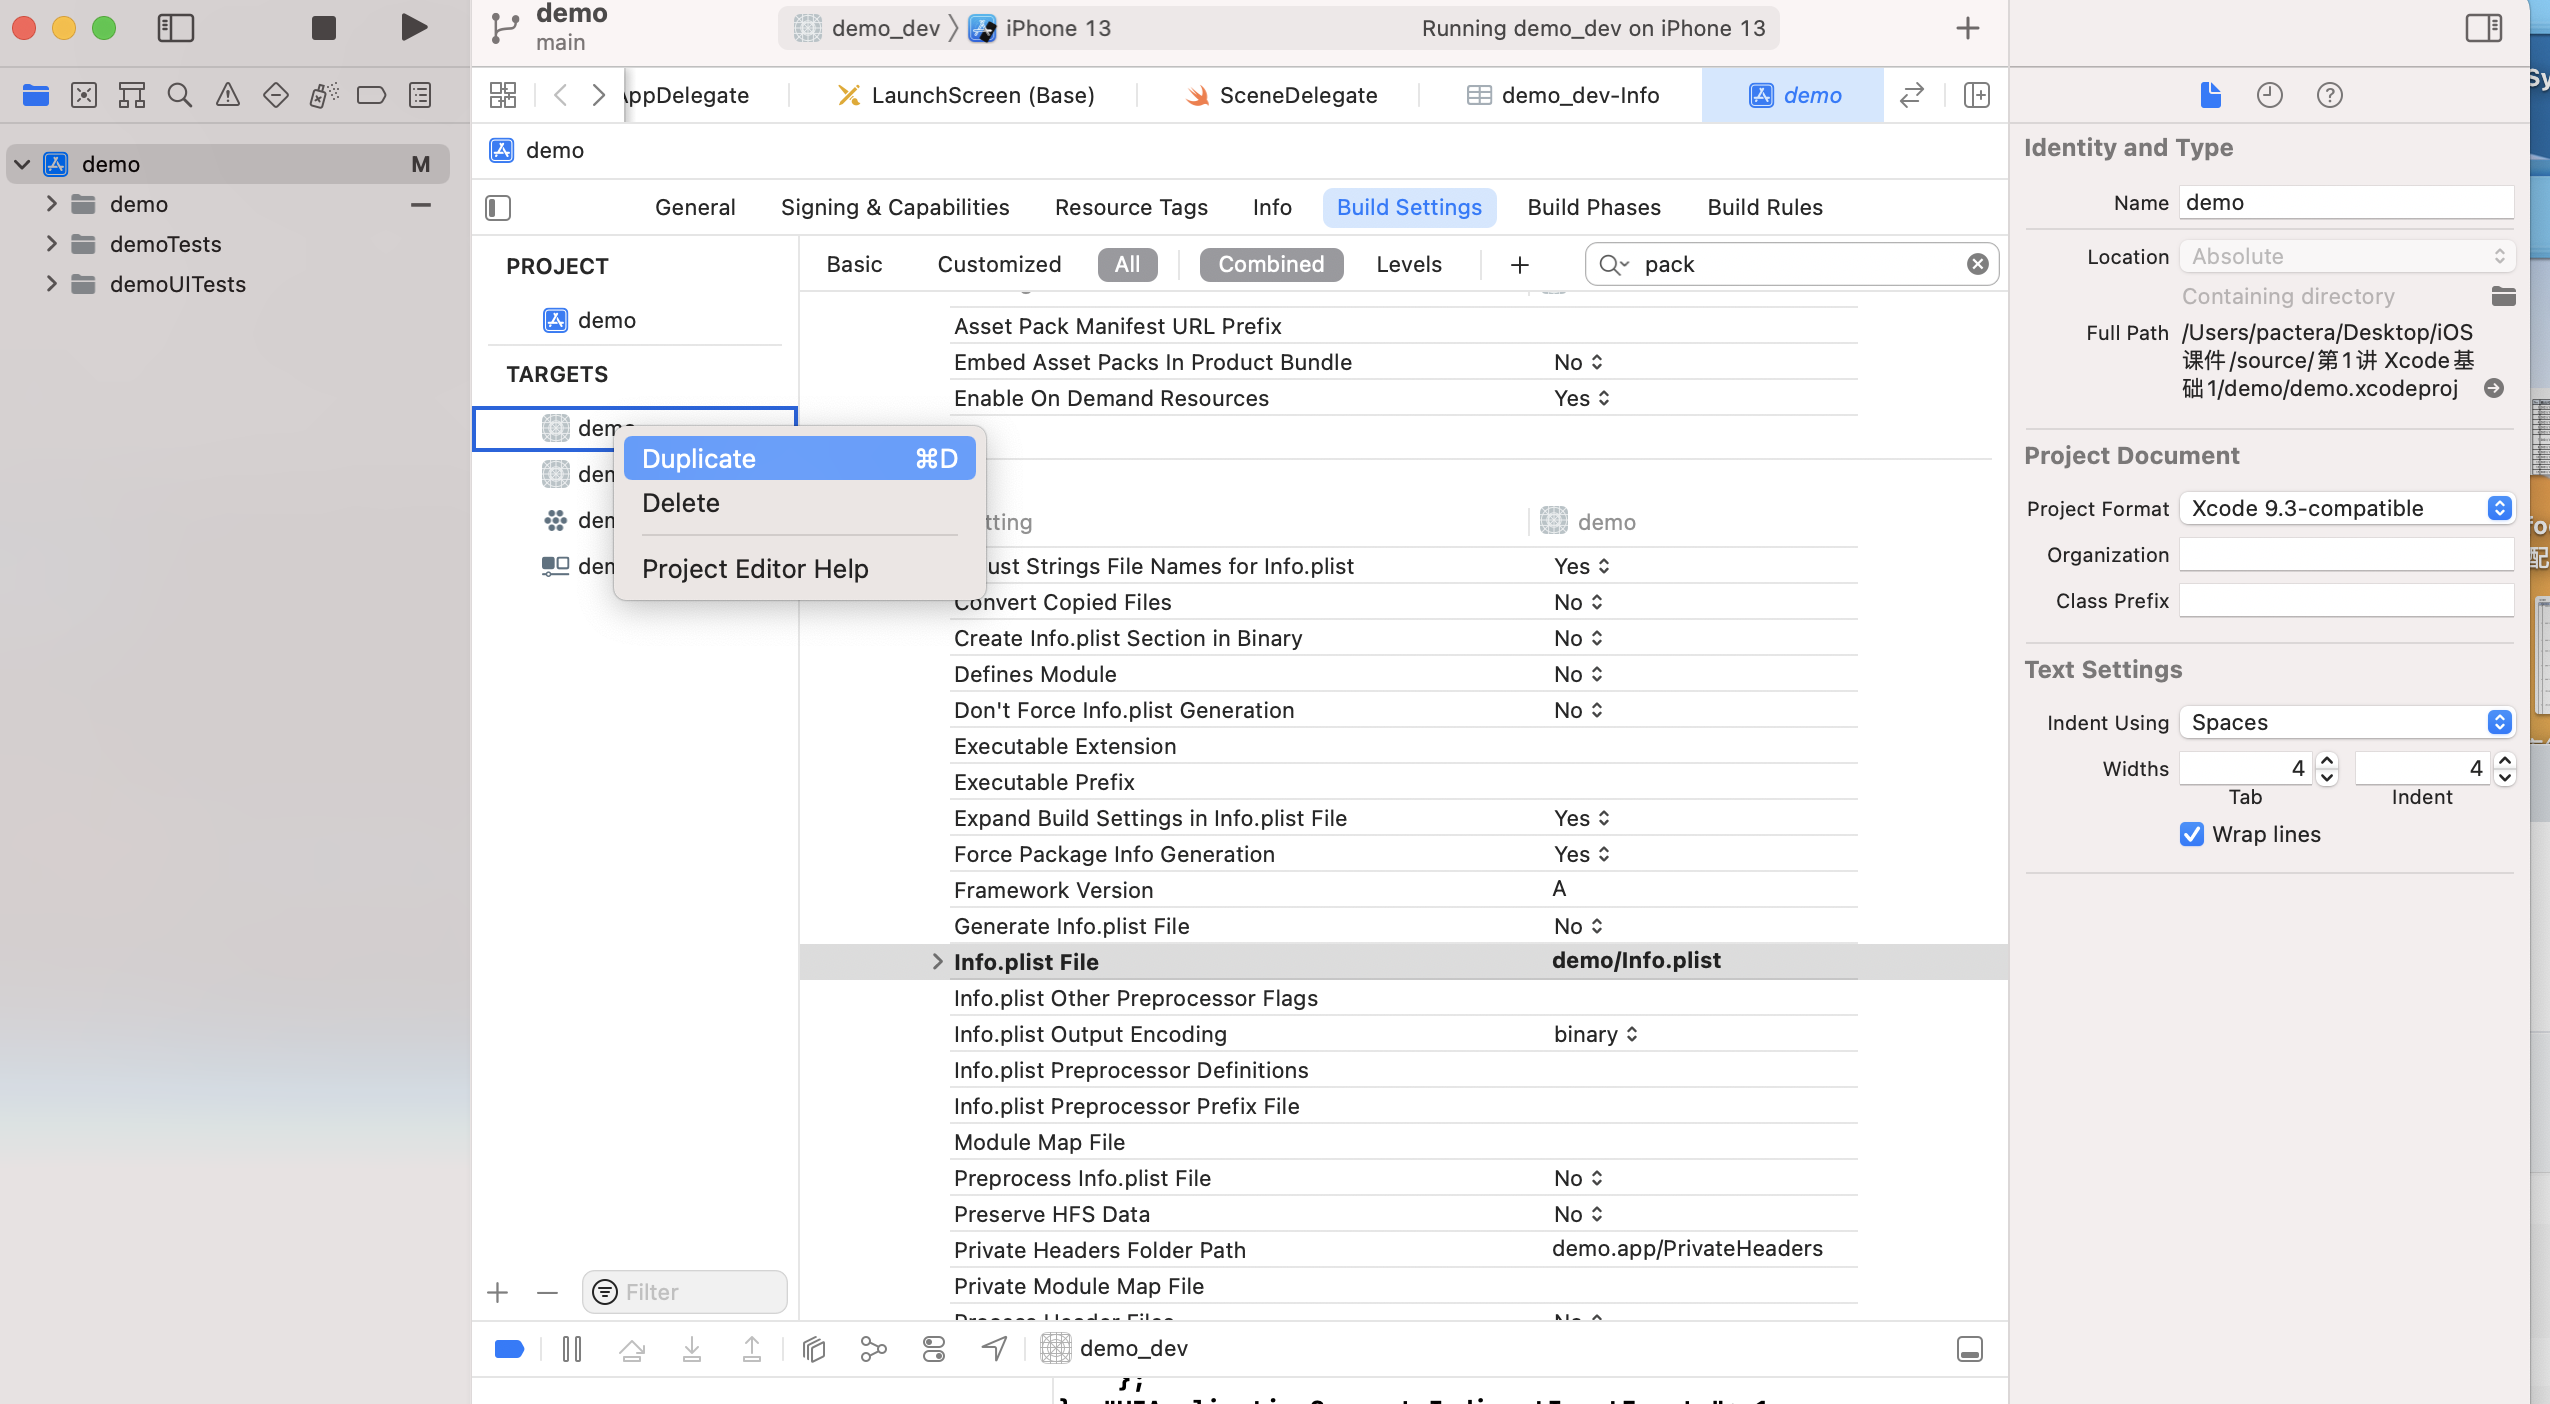 demo
main
demo_dev
iPhone 13
Running demo_dev on iPhone 13
AppDelegate
LaunchScreen (Base)
SceneDelegate
demo_dev-Info
demo
demo M
demo
demoTests
demoUITests
demo
General
Signing & Capabilities
Resource Tags
Info
Build Settings
Build Phases
Build Rules
PROJECT
demo
TARGETS
Basic
Customized
All
Combined
Levels
pack
Duplicate ⌘D
Delete
Project Editor Help
Asset Pack Manifest URL Prefix
Embed Asset Packs In Product Bundle No
Enable On Demand Resources Yes
demo
Strings File Names for Info.plist Yes
Convert Copied Files No
Create Info.plist Section in Binary No
Defines Module No
Don't Force Info.plist Generation No
Executable Extension
Executable Prefix
Expand Build Settings in Info.plist File Yes
Force Package Info Generation Yes
Framework Version A
Generate Info.plist File No
Info.plist File demo/Info.plist
Info.plist Other Preprocessor Flags
Info.plist Output Encoding binary
Info.plist Preprocessor Definitions
Info.plist Preprocessor Prefix File
Module Map File
Preprocess Info.plist File No
Preserve HFS Data No
Private Headers Folder Path demo.app/PrivateHeaders
Private Module Map File
Filter
demo_dev
};
Identity and Type
Name demo
Location Absolute
Containing directory
Full Path /Users/pactera/Desktop/iOS
课件/source/第1讲 Xcode基
础1/demo/demo.xcodeproj
Project Document
Project Format Xcode 9.3-compatible
Organization
Class Prefix
Text Settings
Indent Using Spaces
Widths 4 4
Tab Indent
Wrap lines